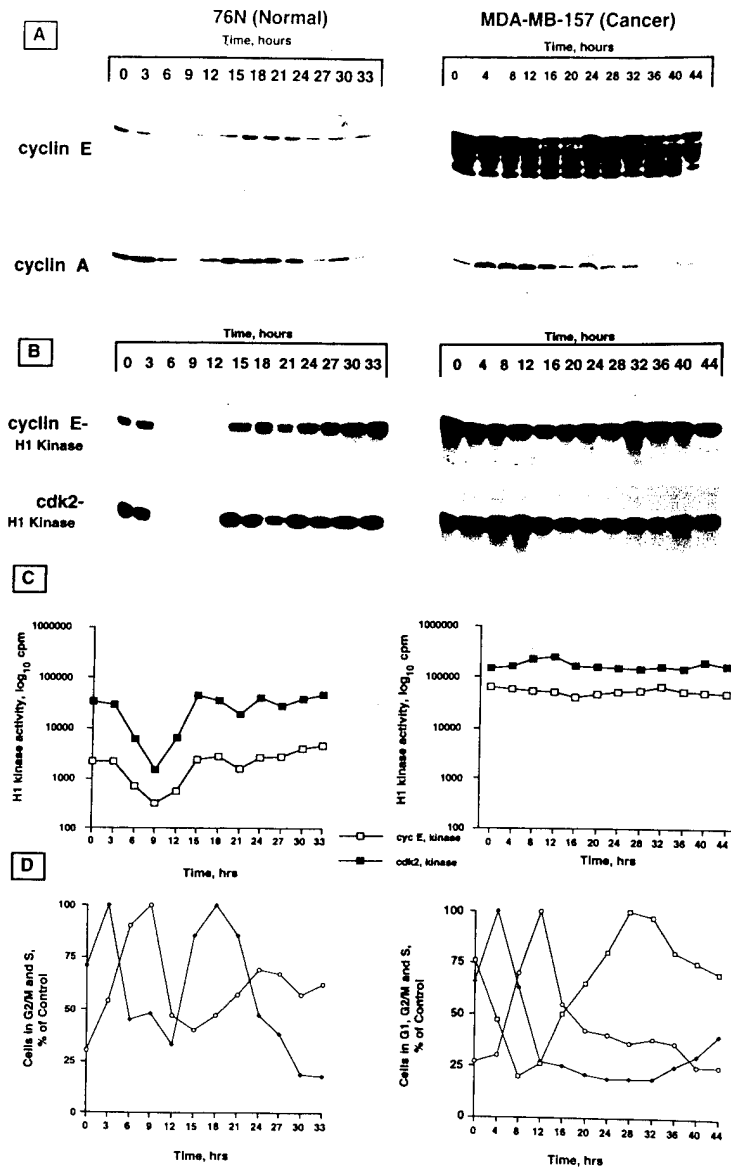 76N (Normal)
MDA-MB-157 (Cancer)
A
Time, hours
0 3 6 9 12 15 18 21 24 27 30 33
Time, hours
0 4 8 12 16 20 24 28 32 36 40 44
cyclin E
cyclin A
B
Time, hours
0 3 6 9 12 15 18 21 24 27 30 33
Time, hours
0 4 8 12 16 20 24 28 32 36 40 44
cyclin E-
H1 Kinase
cdk2-
H1 Kinase
C
H1 kinase activity, log10 cpm
1000000
100000
10000
1000
100
0 3 6 9 12 15 18 21 24 27 30 33
Time, hrs
H1 kinase activity, log10 cpm
1000000
100000
10000
1000
100
0 4 8 12 16 20 24 28 32 36 40 44
Time, hrs
cyc E, kinase
cdk2, kinase
D
Cells in G2/M and S,
% of Control
100
75
50
25
0
0 3 6 9 12 15 18 21 24 27 30 33
Time, hrs
Cells in G1, G2/M and S,
% of Control
100
75
50
25
0
0 4 8 12 16 20 24 28 32 36 40 44
Time, hrs